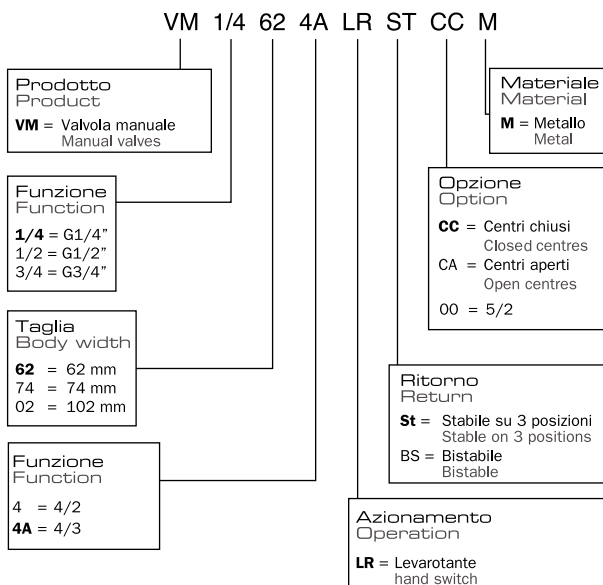 VM 1/4 62 4A LR ST CC M
Prodotto
Product
VM = Valvola manuale
Manual valves
Materiale
Material
M = Metallo
Metal
Funzione
Function
1/4 = G1/4”
1/2 = G1/2”
3/4 = G3/4”
Opzione
Option
CC = Centri chiusi
Closed centres
CA = Centri aperti
Open centres
00 = 5/2
Taglia
Body width
62 = 62 mm
74 = 74 mm
02 = 102 mm
Ritorno
Return
St = Stabile su 3 posizioni
Stable on 3 positions
BS = Bistabile
Bistable
Funzione
Function
4 = 4/2
4A = 4/3
Azionamento
Operation
LR = Levarotante
hand switch